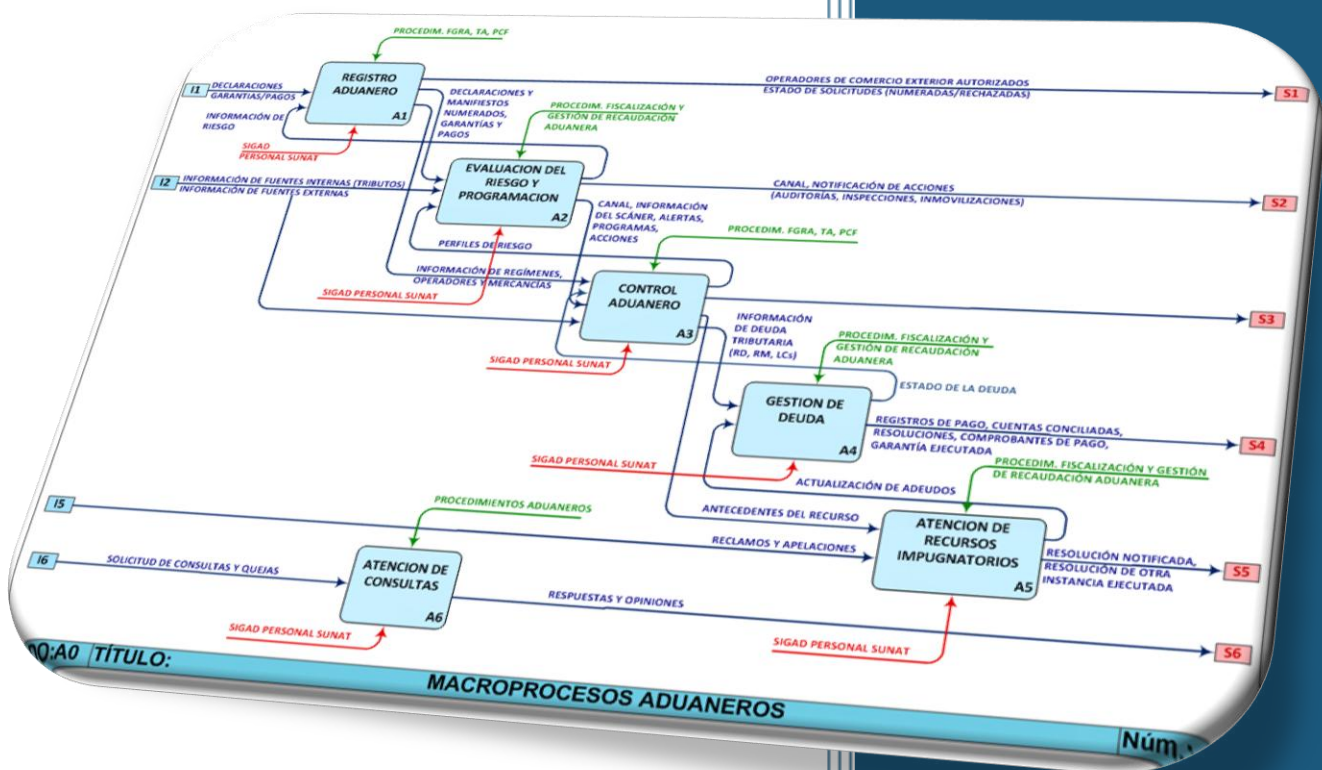 PROCEDIM. FGRA, TA, PCF
I1
DECLARACIONES
GARANTIAS/PAGOS
REGISTRO
ADUANERO
A1
OPERADORES DE COMERCIO EXTERIOR AUTORIZADOS
ESTADO DE SOLICITUDES (NUMERADAS/RECHAZADAS)
S1
INFORMACIÓN DE
RIESGO
DECLARACIONES Y
MANIFIESTOS
NUMERADOS,
GARANTÍAS Y
PAGOS
SIGAD
PERSONAL SUNAT
PROCEDIM. FISCALIZACIÓN Y
GESTIÓN DE RECAUDACIÓN
ADUANERA
I2
INFORMACIÓN DE FUENTES INTERNAS (TRIBUTOS)
INFORMACIÓN DE FUENTES EXTERNAS
EVALUACION DEL
RIESGO Y
PROGRAMACION
A2
CANAL, NOTIFICACIÓN DE ACCIONES
(AUDITORÍAS, INSPECCIONES, INMOVILIZACIONES)
S2
CANAL, INFORMACIÓN
DEL SCÁNER, ALERTAS,
PROGRAMAS,
ACCIONES
PERFILES DE RIESGO
PROCEDIM. FGRA, TA, PCF
INFORMACIÓN DE REGÍMENES,
OPERADORES Y MERCANCÍAS
SIGAD PERSONAL SUNAT
CONTROL
ADUANERO
A3
S3
INFORMACIÓN
DE DEUDA
TRIBUTARIA
(RD, RM, LCs)
SIGAD PERSONAL SUNAT
PROCEDIM. FISCALIZACIÓN Y
GESTIÓN DE RECAUDACIÓN
ADUANERA
ESTADO DE LA DEUDA
GESTION DE
DEUDA
A4
REGISTROS DE PAGO, CUENTAS CONCILIADAS,
RESOLUCIONES, COMPROBANTES DE PAGO,
GARANTÍA EJECUTADA
S4
SIGAD PERSONAL SUNAT
PROCEDIM. FISCALIZACIÓN Y GESTIÓN
DE RECAUDACIÓN ADUANERA
ACTUALIZACIÓN DE ADEUDOS
ANTECEDENTES DEL RECURSO
I5
RECLAMOS Y APELACIONES
ATENCION DE
RECURSOS
IMPUGNATORIOS
A5
RESOLUCIÓN NOTIFICADA,
RESOLUCIÓN DE OTRA
INSTANCIA EJECUTADA
S5
PROCEDIMIENTOS ADUANEROS
I6
SOLICITUD DE CONSULTAS Y QUEJAS
ATENCION DE
CONSULTAS
A6
RESPUESTAS Y OPINIONES
S6
SIGAD PERSONAL SUNAT
SIGAD PERSONAL SUNAT
:A0
TÍTULO:
MACROPROCESOS ADUANEROS
Núm.: